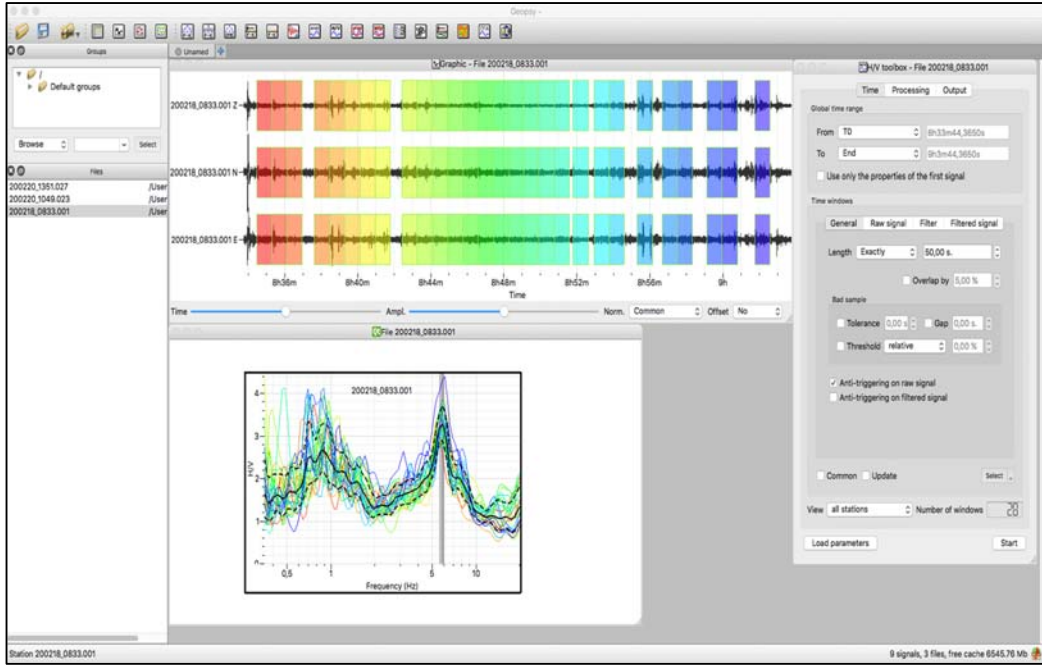 Geopsy -
Groups
/
Default groups
Browse
Select
Files
200220_1351.027 /User
200220_1049.023 /User
200218_0833.001 /User
Unamed
Graphic - File 200218_0833.001
200218_0833.001 Z
200218_0833.001 N
200218_0833.001 E
8h36m 8h40m 8h44m 8h48m 8h52m 8h56m 9h
Time
Time Ampl. Norm. Common Offset No
File 200218_0833.001
200218_0833.001
H/V
4
3
2
1
0
0,5 1 5 10
Frequency (Hz)
H/V toolbox - File 200218_0833.001
Time Processing Output
Global time range
From T0 8h33m44,3650s
To End 9h3m44,3650s
Use only the properties of the first signal
Time windows
General Raw signal Filter Filtered signal
Length Exactly 50,00 s.
Overlap by 5,00 %
Bad sample
Tolerance 0,00 s Gap 0,00 s.
Threshold relative 0,00 %
Anti-triggering on raw signal
Anti-triggering on filtered signal
Common Update Select
View all stations Number of windows 28
Load parameters Start
Station 200218_0833.001
9 signals, 3 files, free cache 6545.76 Mb